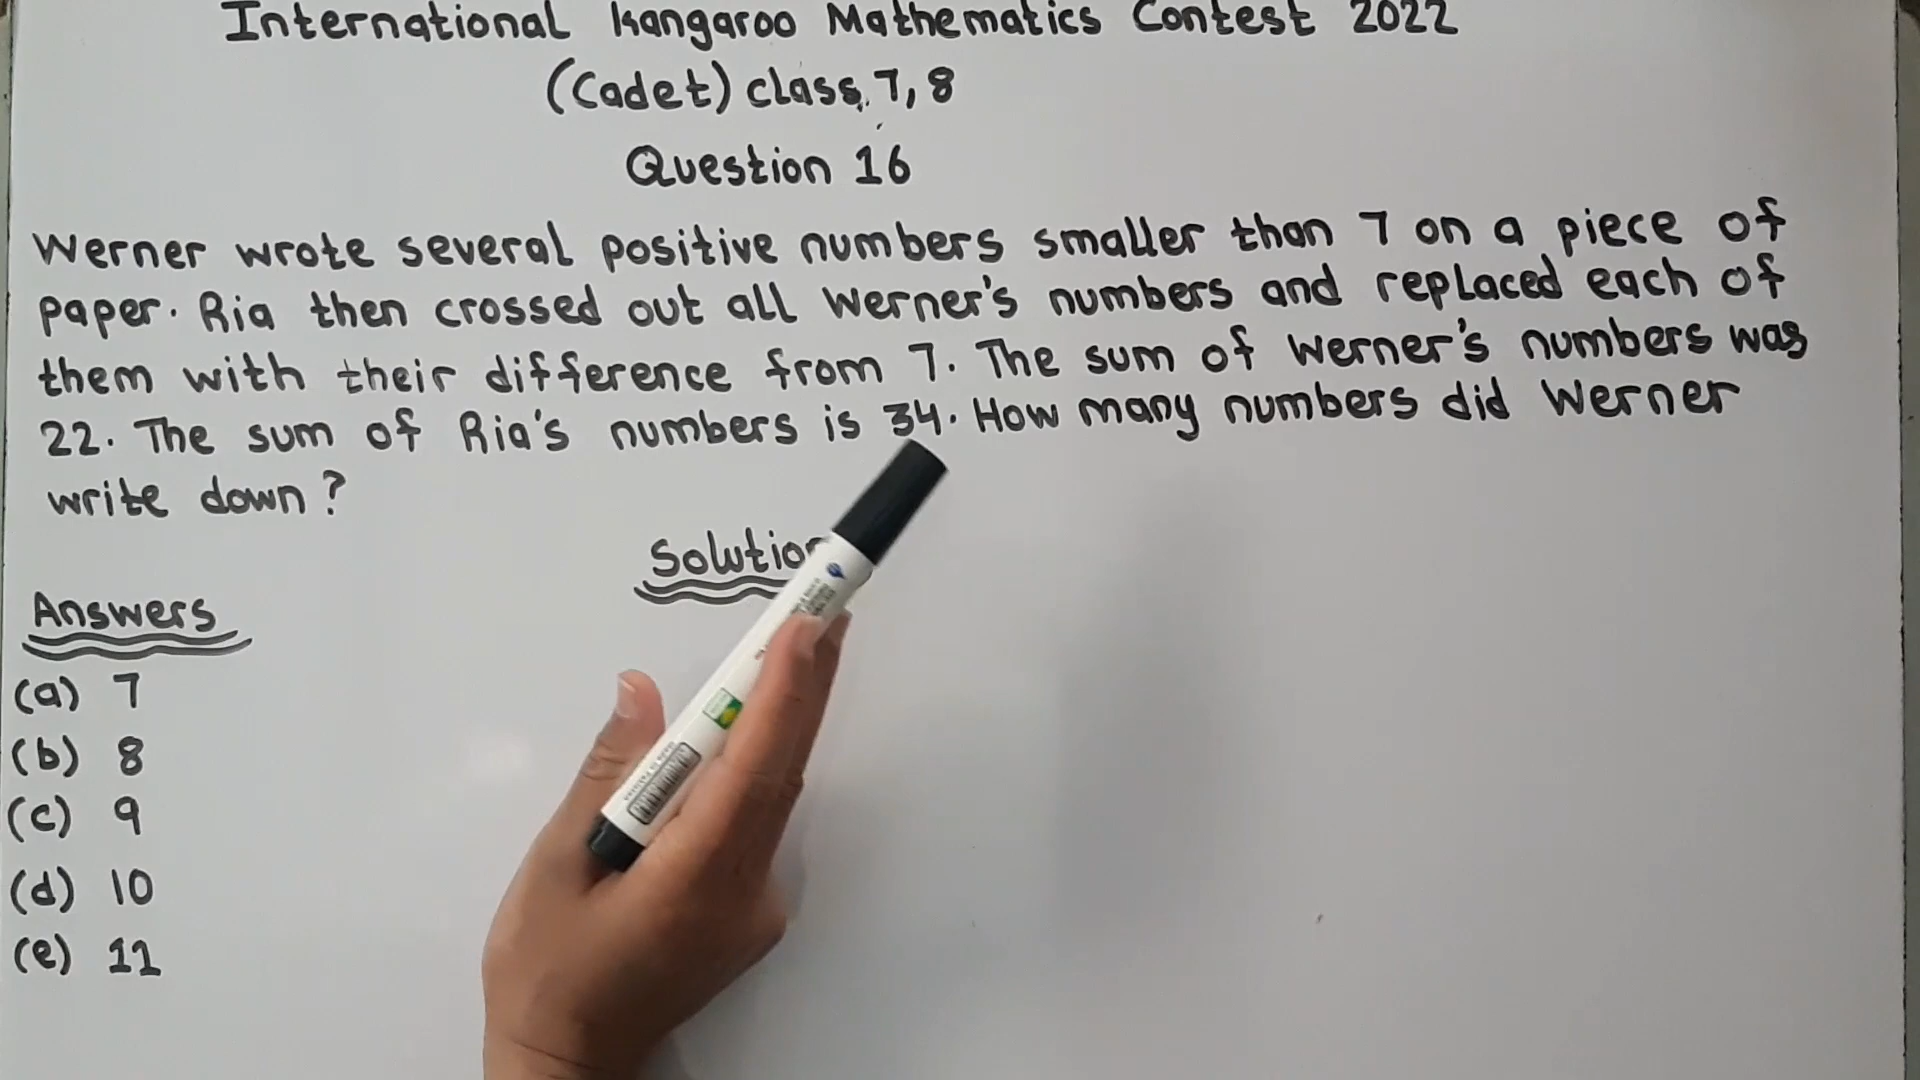 International Kangaroo Mathematics Contest 2022
(Cadet) class 7, 8
Question 16
Werner wrote several positive numbers smaller than 7 on a piece of
paper. Ria then crossed out all Werner's numbers and replaced each of
them with their difference from 7. The sum of Werner's numbers was
22. The sum of Ria's numbers is 34. How many numbers did Werner
write down?
Solutio
Answers
(a) 7
(b) 8
(c) 9
(d) 10
(e) 11